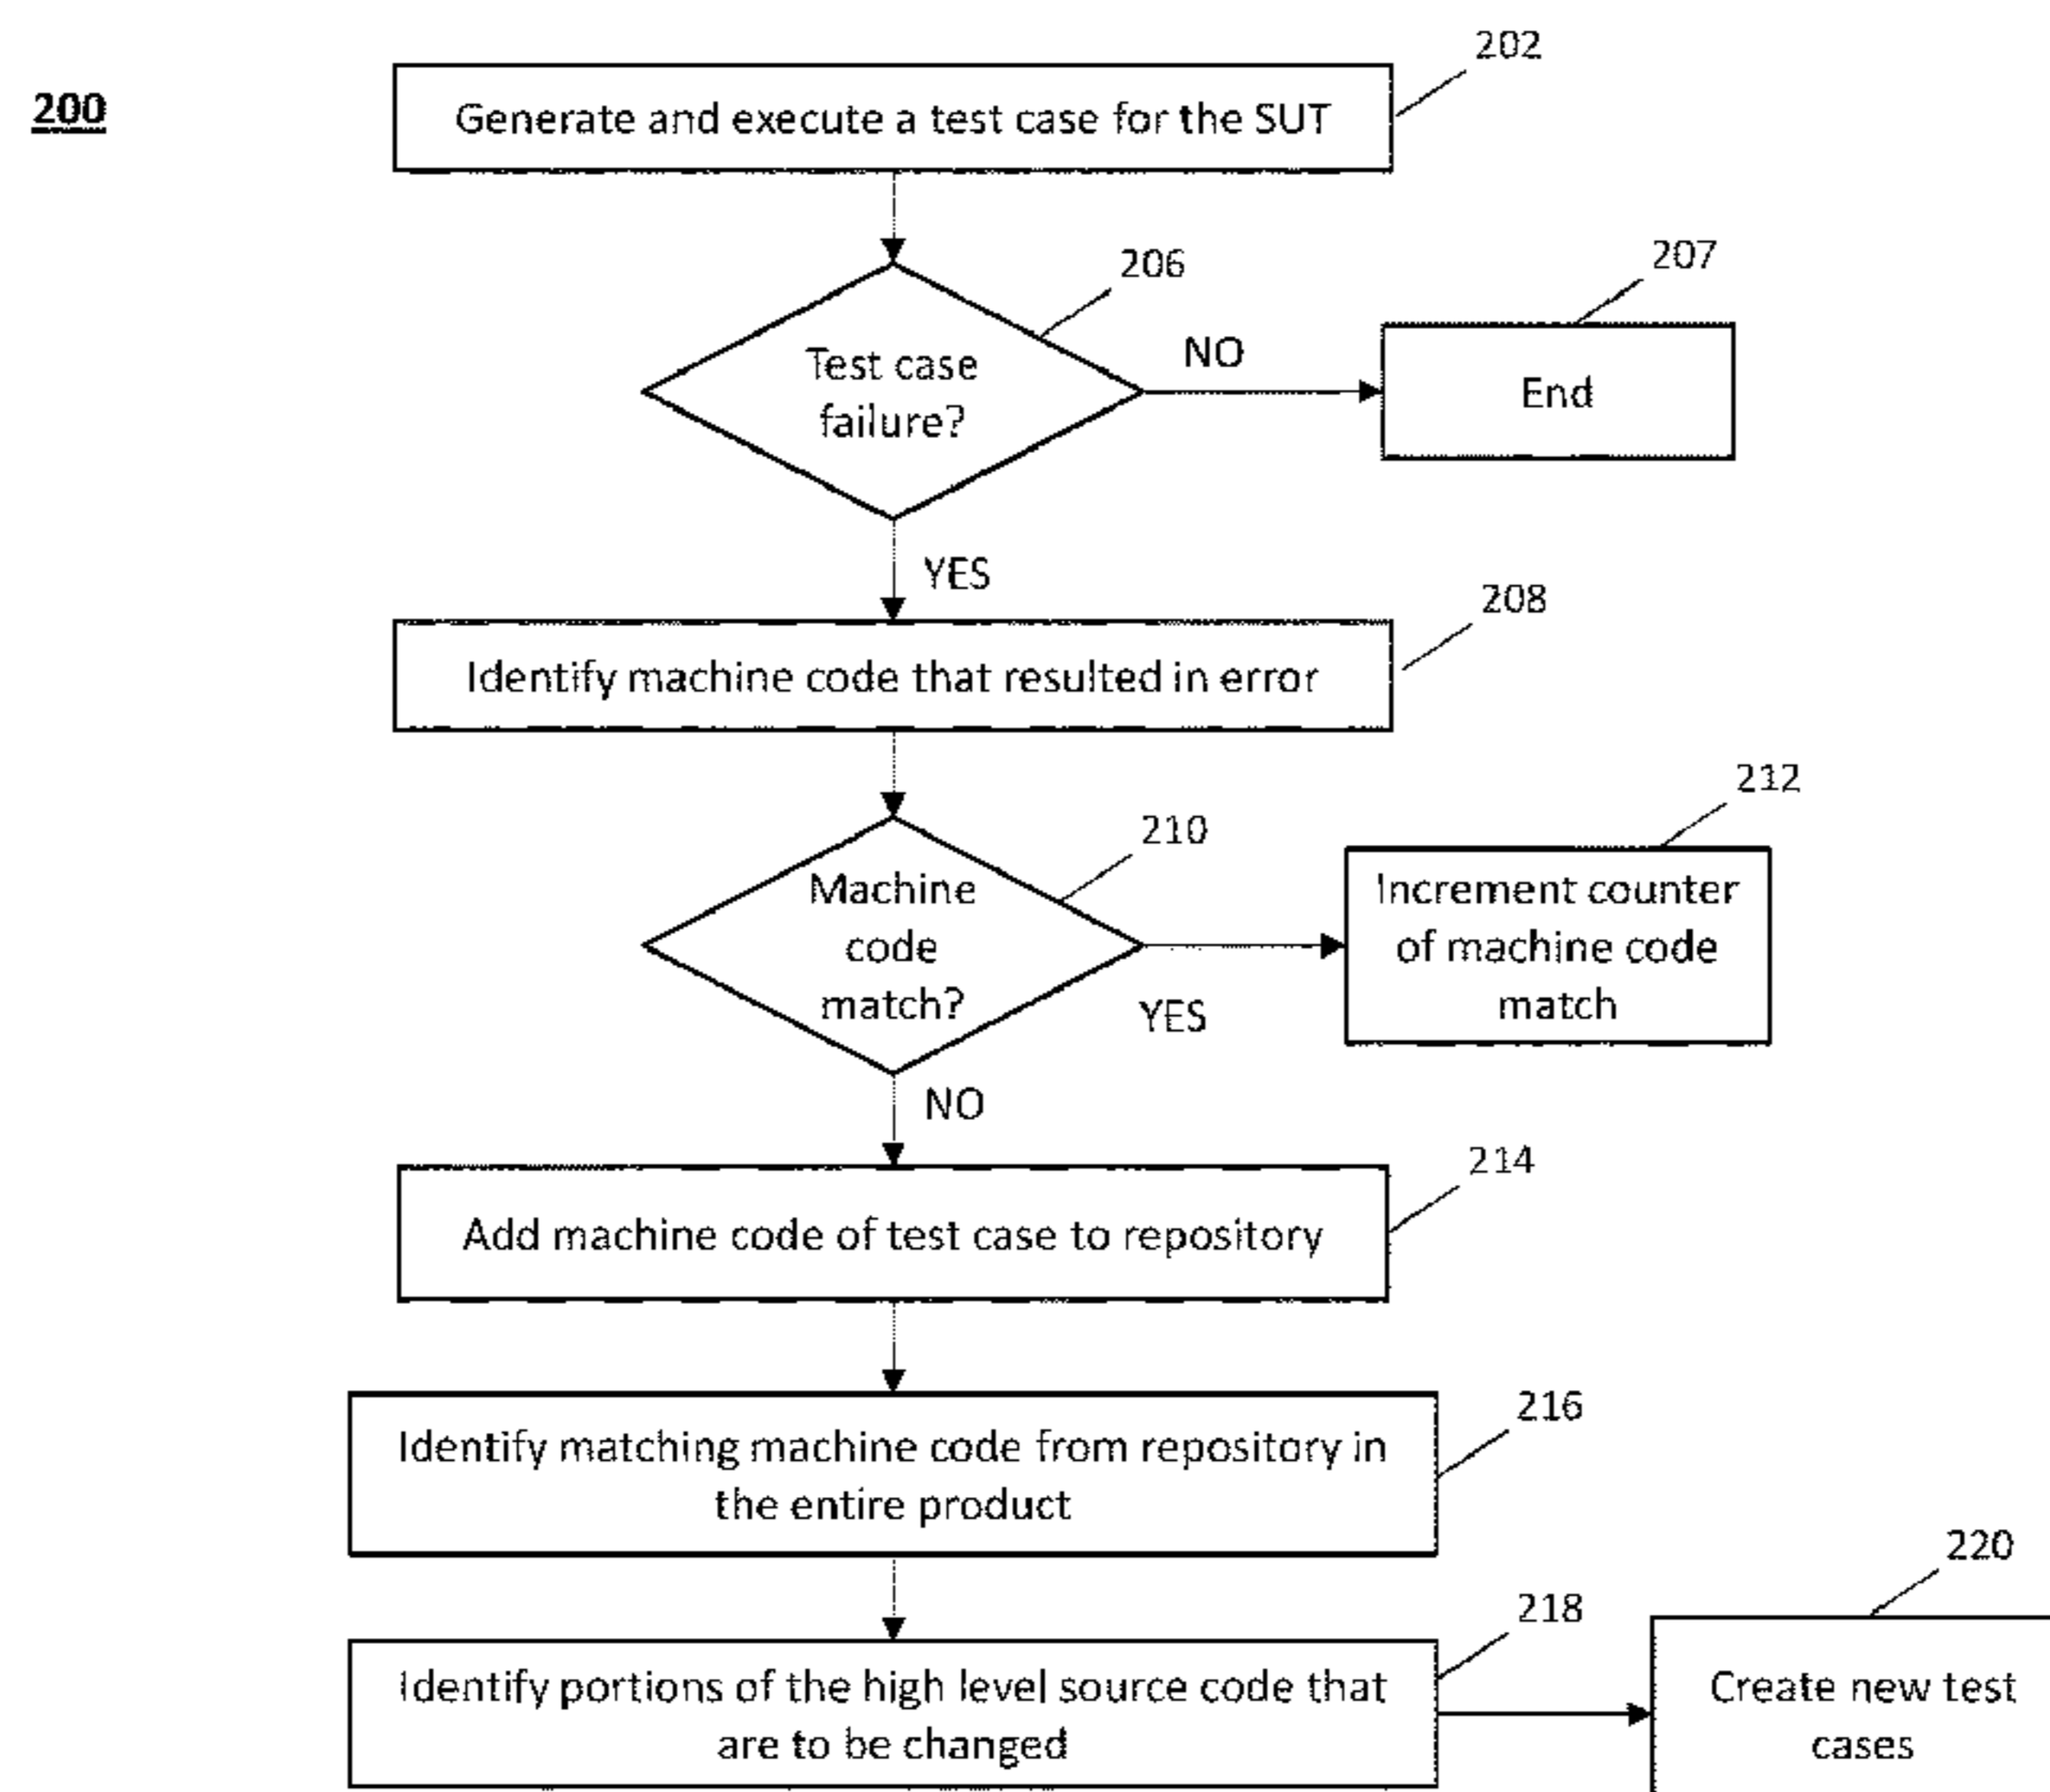 202
200
Generate and execute a test case for the SUT
206
207
Test case
failure?
NO
End
YES
208
Identify machine code that resulted in error
212
210
Machine
code
match?
YES
Increment counter
of machine code
match
NO
214
Add machine code of test case to repository
216
Identify matching machine code from repository in
the entire product
220
218
Identify portions of the high level source code that
are to be changed
Create new test
cases